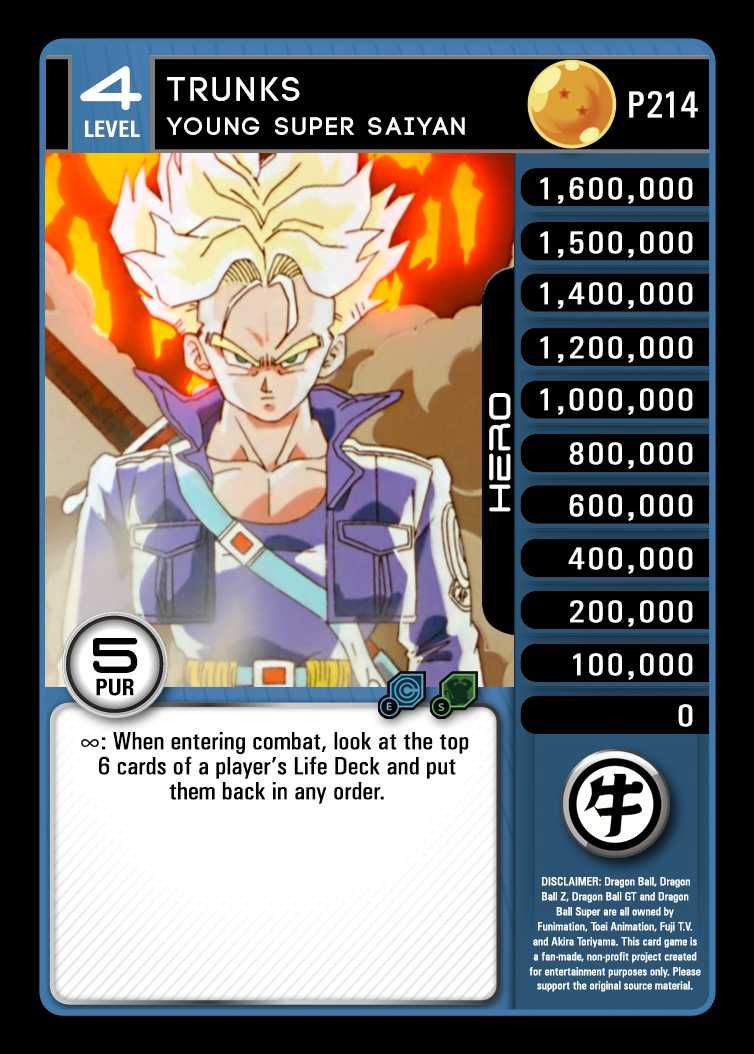 4
LEVEL
TRUNKS
YOUNG SUPER SAIYAN
P214
1,600,000
1,500,000
1,400,000
1,200,000
1,000,000
800,000
600,000
400,000
200,000
100,000
0
HERO
5
PUR
E
S
∞: When entering combat, look at the top
6 cards of a player's Life Deck and put
them back in any order.
牛
DISCLAIMER: Dragon Ball, Dragon
Ball Z, Dragon Ball GT and Dragon
Ball Super are all owned by
Funimation, Toei Animation, Fuji T.V.
and Akira Toriyama. This card game is
a fan-made, non-profit project created
for entertainment purposes only. Please
support the original source material.